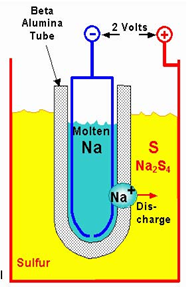 Beta
Alumina
Tube
−
2 Volts
+
Molten
Na
S
Na2S4
Na+
Dis-
charge
Sulfur